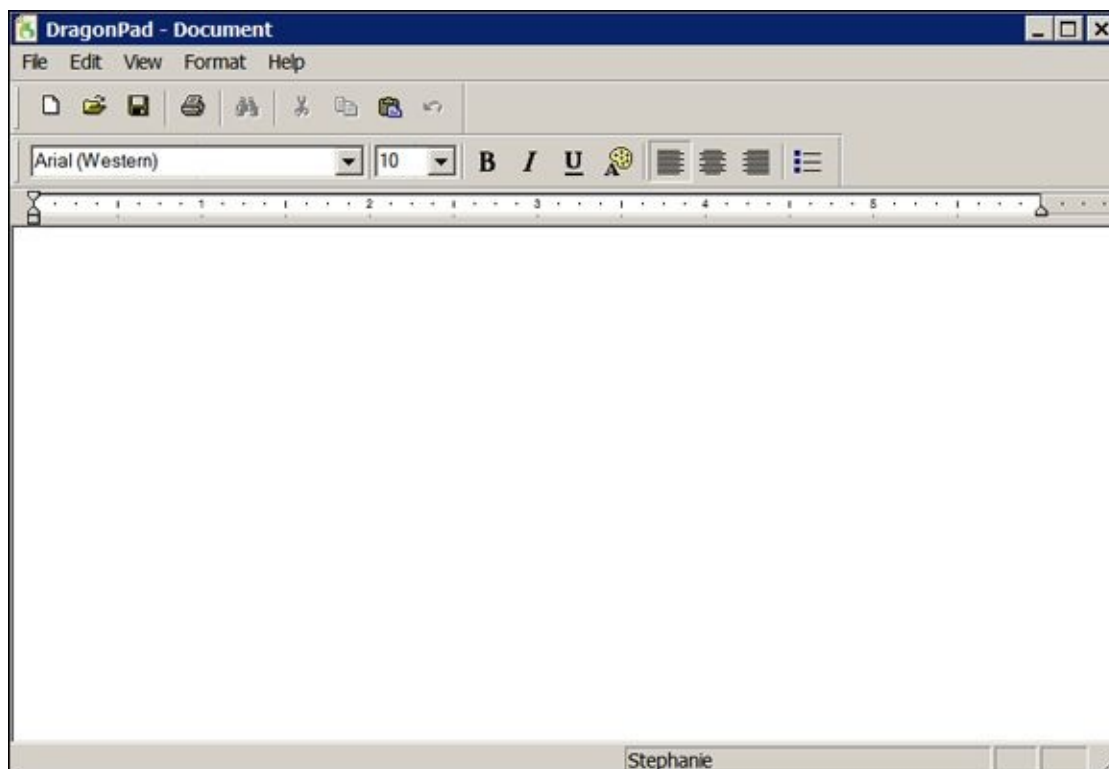 DragonPad - Document
File Edit View Format Help
Arial (Western) 10 B I U A
1 2 3 4 5
Stephanie